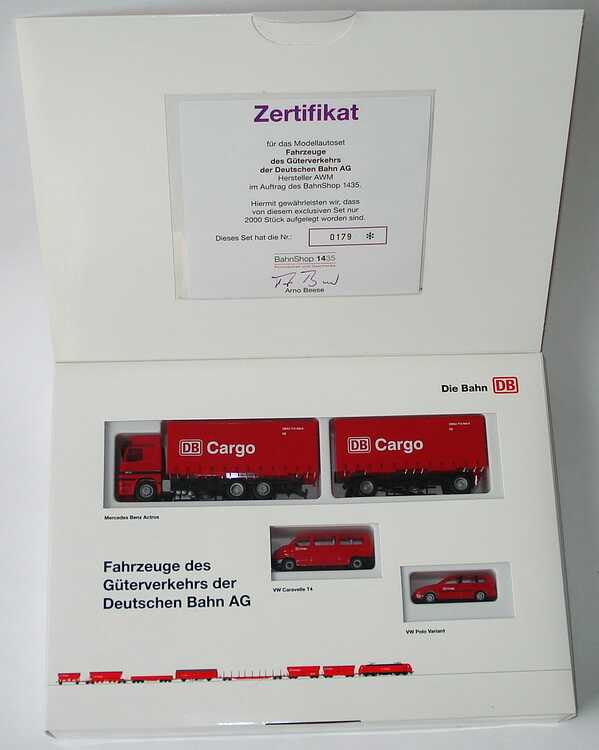 Zertifikat
für das Modellautoset
Fahrzeuge
des Güterverkehrs
der Deutschen Bahn AG
Hersteller AWM
im Auftrag des BahnShop 1435.
Hiermit gewährleisten wir, dass
von diesem exclusiven Set nur
2000 Stück aufgelegt worden sind.
Dieses Set hat die Nr.: 0179 *
BahnShop 1435
Arno Beese
Die Bahn DB
DB Cargo
DB Cargo
Mercedes Benz Actros
VW Caravelle T4
Fahrzeuge des
Güterverkehrs der
Deutschen Bahn AG
VW Polo Variant